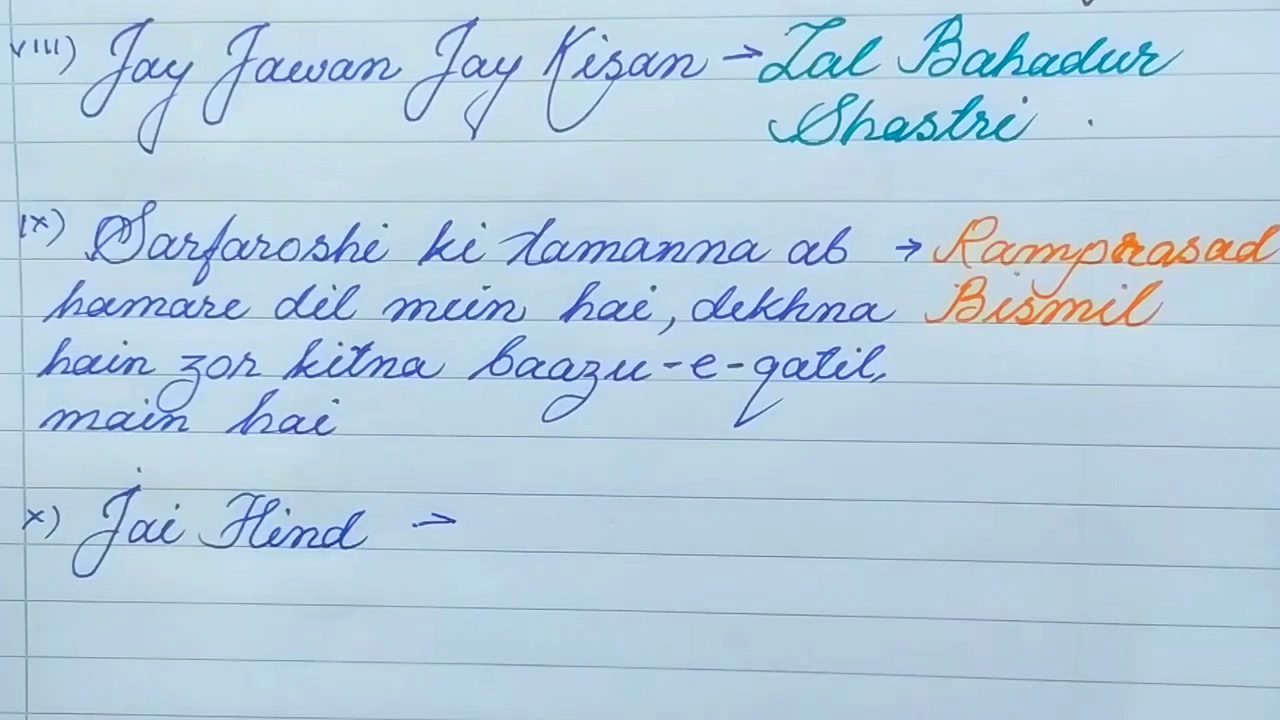 viii) Jay Jawan Jay Kisan → Lal Bahadur
Shastri .
ix) Sarfaroshi ki tamanna ab → Ramprasad
hamare dil mein hai, dekhna Bismil
hain zor kitna baazu-e-qatil,
main hai
x) Jai Hind →